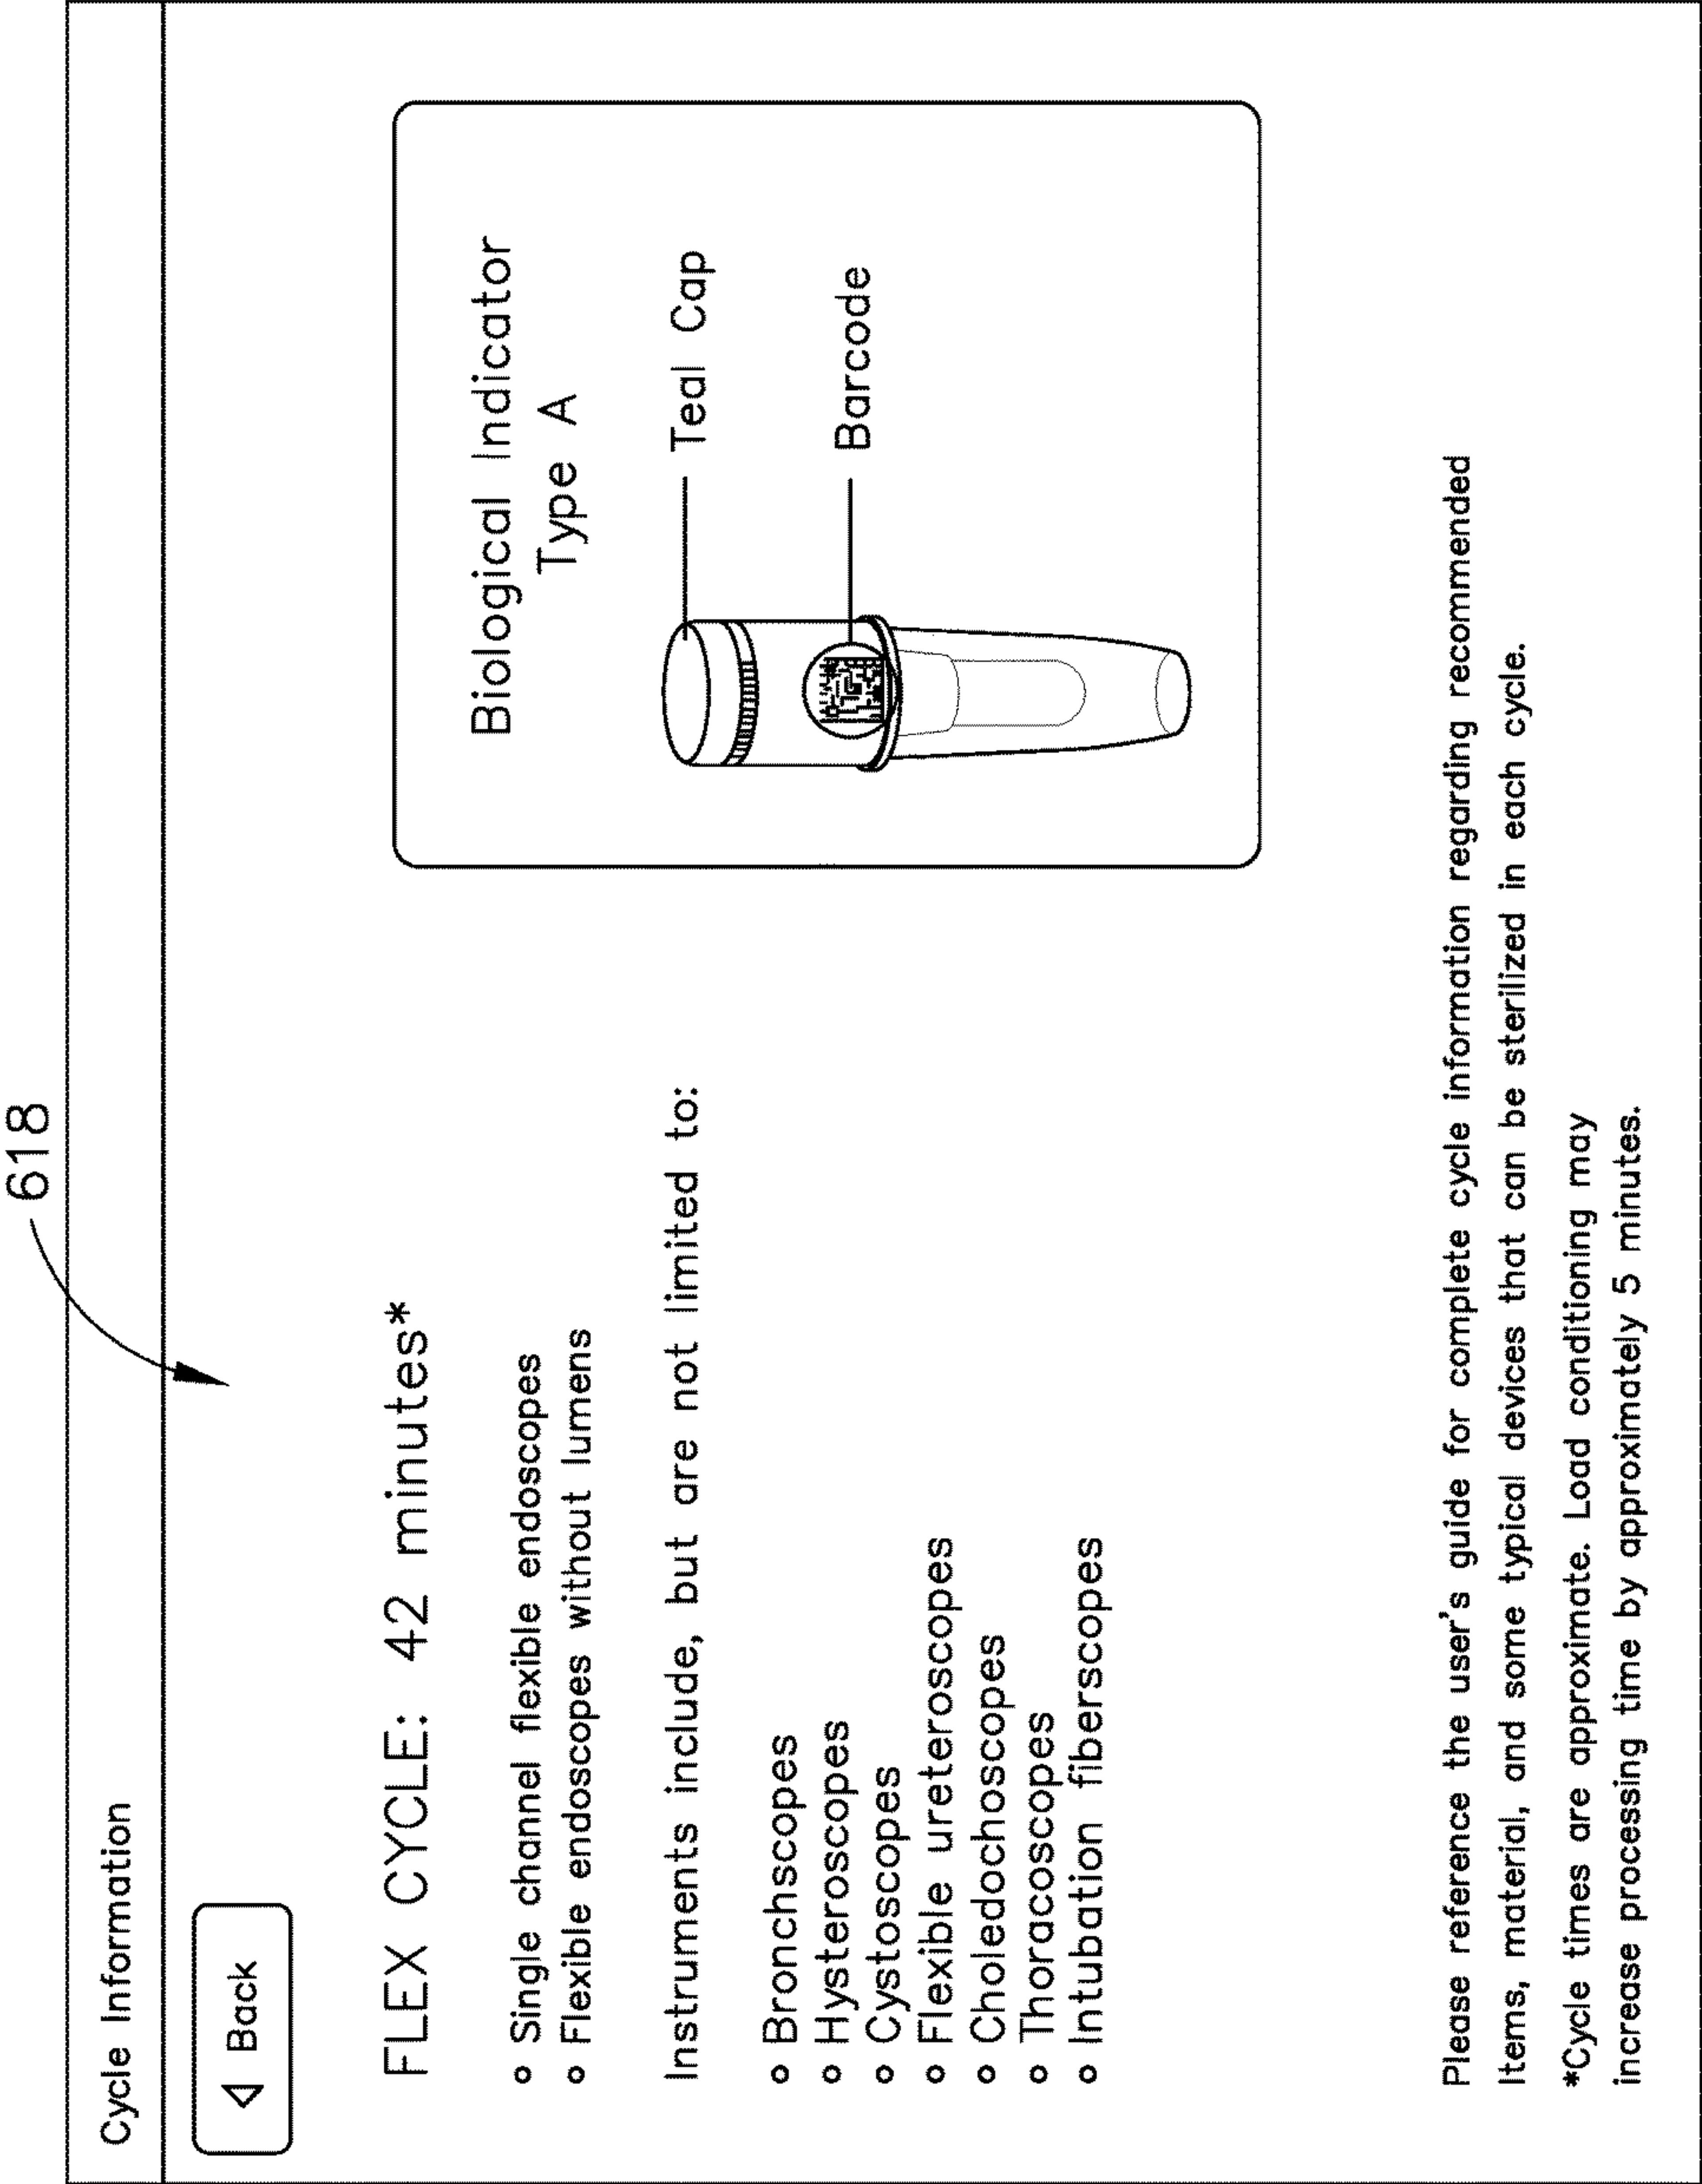 618
Cycle Information
Back
FLEX CYCLE: 42 minutes*
Single channel flexible endoscopes
Flexible endoscopes without lumens
Instruments include, but are not limited to:
Bronchscopes
Hysteroscopes
Cystoscopes
Flexible ureteroscopes
Choledochoscopes
Thoracoscopes
Intubation fiberscopes
Biological Indicator
Type A
Teal Cap
Barcode
Please reference the user's guide for complete cycle information regarding recommended
Items, material, and some typical devices that can be sterilized in each cycle.
*Cycle times are approximate. Load conditioning may
increase processing time by approximately 5 minutes.